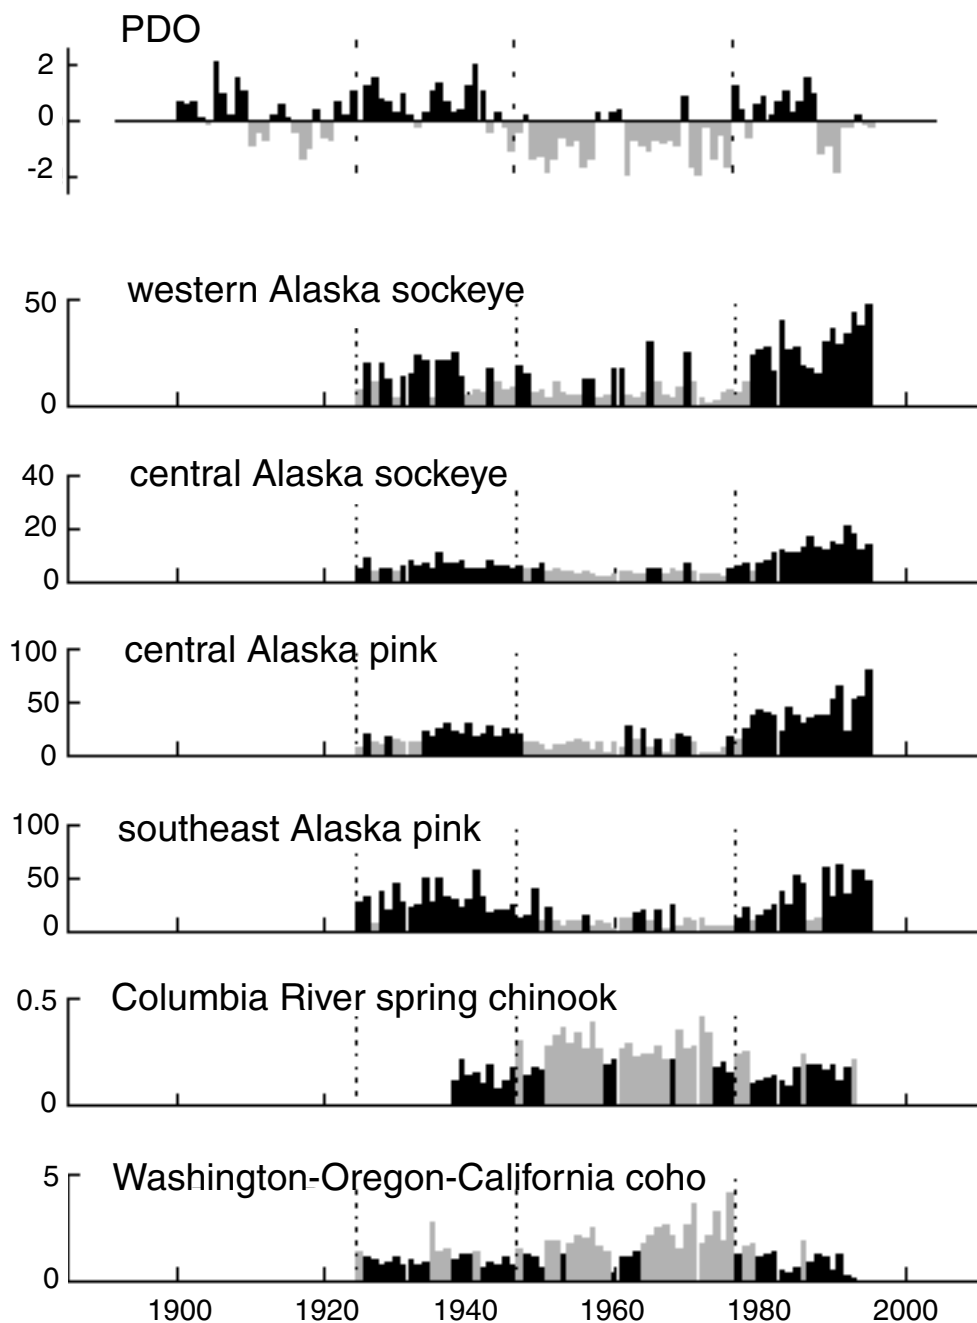 PDO
2
0
-2
western Alaska sockeye
50
0
central Alaska sockeye
40
20
0
central Alaska pink
100
50
0
southeast Alaska pink
100
50
0
Columbia River spring chinook
0.5
0
Washington-Oregon-California coho
5
0
1900 1920 1940 1960 1980 2000